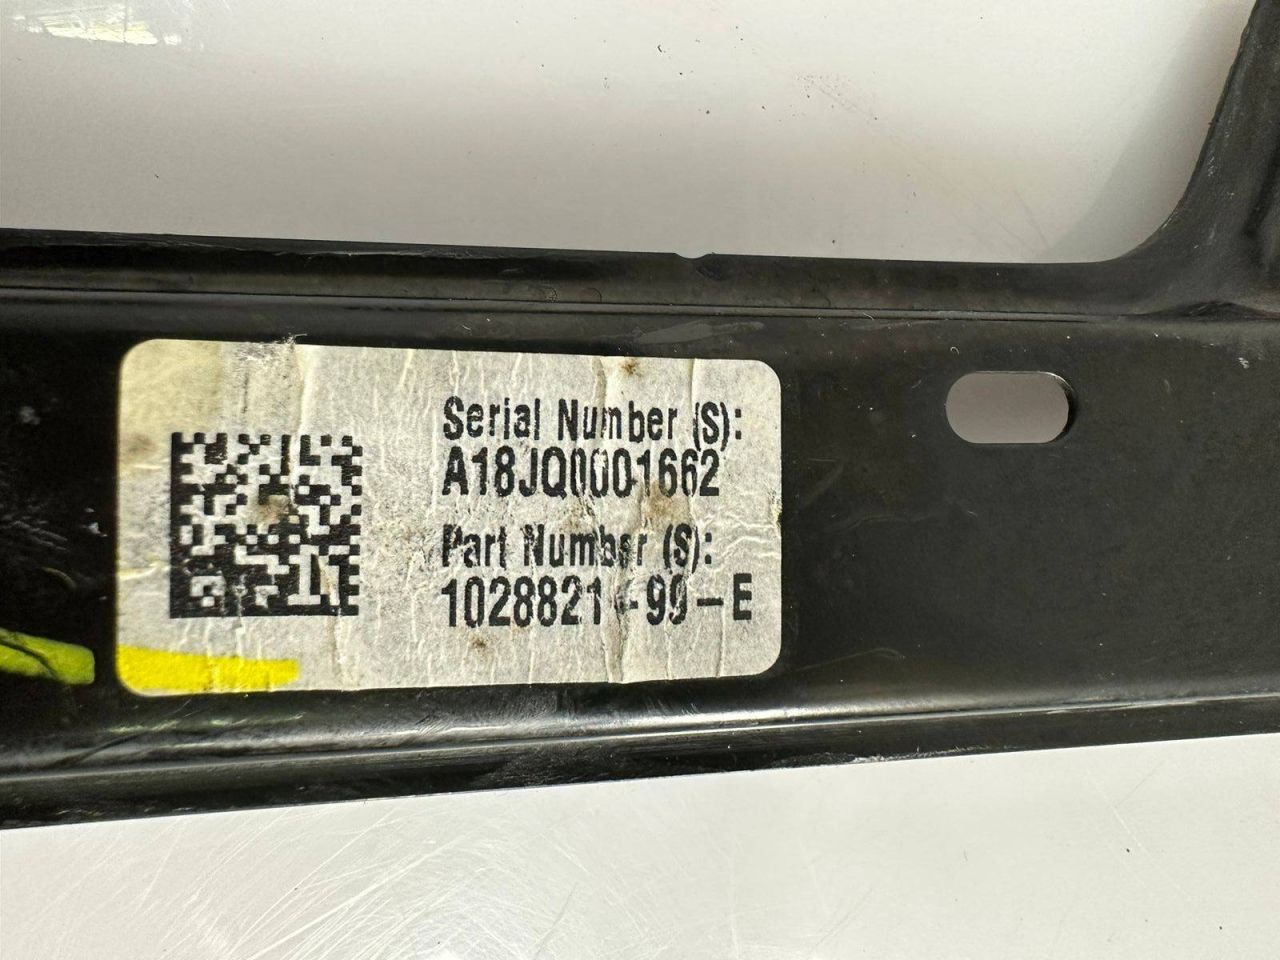 Serial Number (S):
A18JQ0001662
Part Number (S):
1028821-99-E